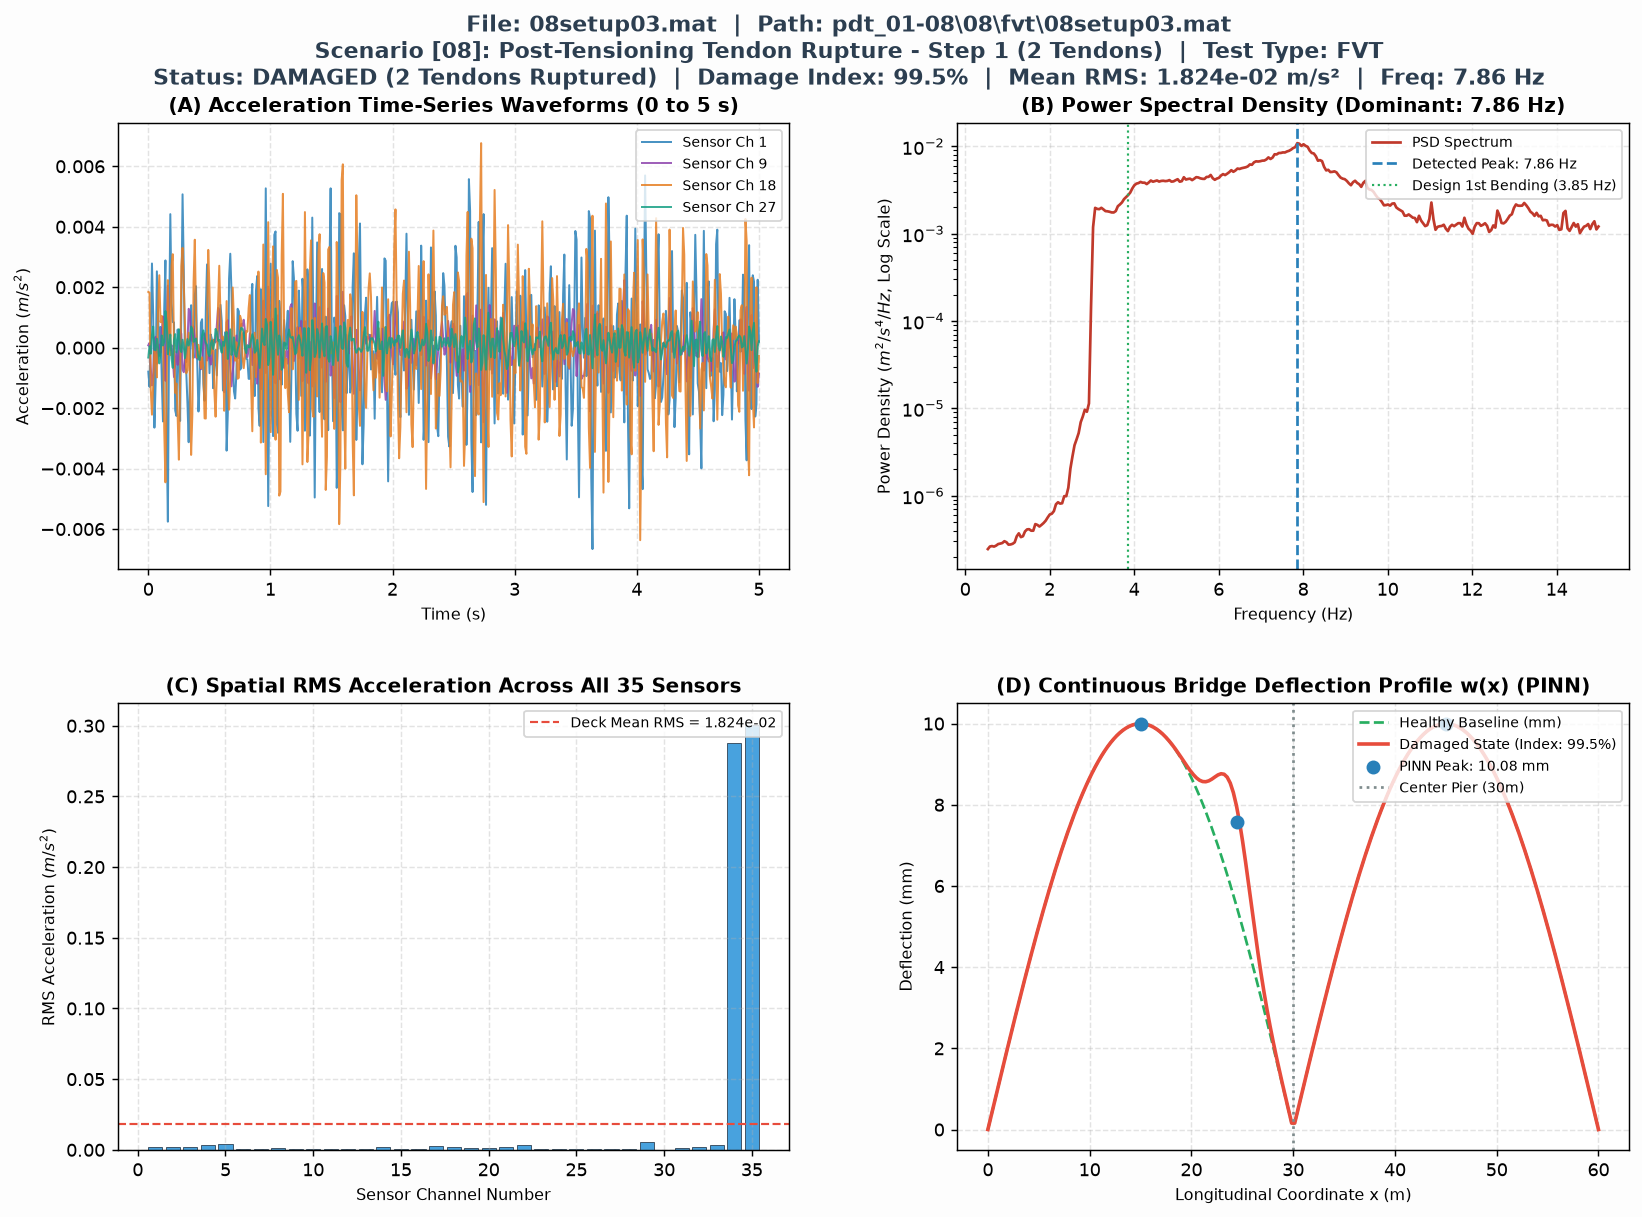 File: 08setup03.mat | Path: pdt_01-08\08\fvt\08setup03.mat
Scenario [08]: Post-Tensioning Tendon Rupture - Step 1 (2 Tendons) | Test Type: FVT
Status: DAMAGED (2 Tendons Ruptured) | Damage Index: 99.5% | Mean RMS: 1.824e-02 m/s² | Freq: 7.86 Hz
(A) Acceleration Time-Series Waveforms (0 to 5 s)
Sensor Ch 1
Sensor Ch 9
Sensor Ch 18
Sensor Ch 27
0.006
0.004
0.002
0.000
−0.002
−0.004
−0.006
Acceleration (m/s²)
0 1 2 3 4 5
Time (s)
(B) Power Spectral Density (Dominant: 7.86 Hz)
PSD Spectrum
Detected Peak: 7.86 Hz
Design 1st Bending (3.85 Hz)
10⁻²
10⁻³
10⁻⁴
10⁻⁵
10⁻⁶
Power Density (m²/s⁴/Hz, Log Scale)
0 2 4 6 8 10 12 14
Frequency (Hz)
(C) Spatial RMS Acceleration Across All 35 Sensors
Deck Mean RMS = 1.824e-02
0.30
0.25
0.20
0.15
0.10
0.05
0.00
RMS Acceleration (m/s²)
0 5 10 15 20 25 30 35
Sensor Channel Number
(D) Continuous Bridge Deflection Profile w(x) (PINN)
Healthy Baseline (mm)
Damaged State (Index: 99.5%)
PINN Peak: 10.08 mm
Center Pier (30m)
10
8
6
4
2
0
Deflection (mm)
0 10 20 30 40 50 60
Longitudinal Coordinate x (m)